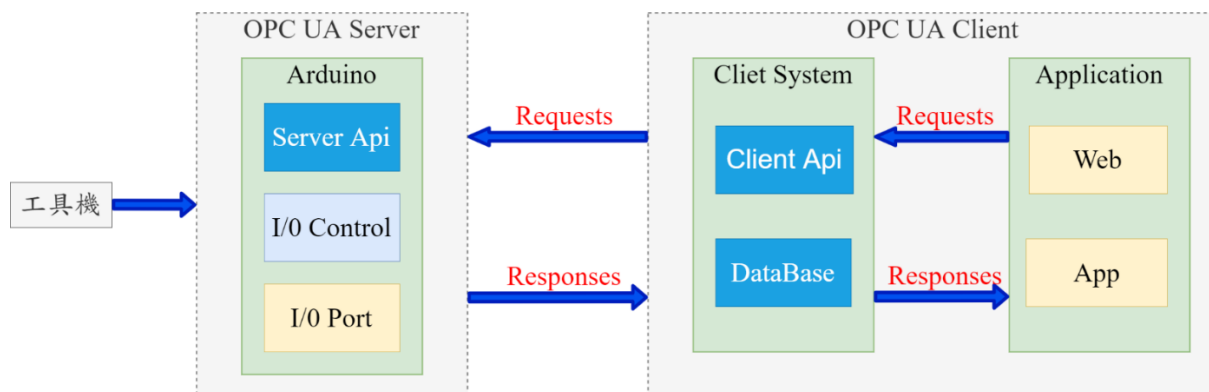 OPC UA Server
OPC UA Client
Arduino
Cliet System
Application
Server Api
Requests
Requests
Client Api
Web
工具機
I/0 Control
Responses
DataBase
Responses
App
I/0 Port